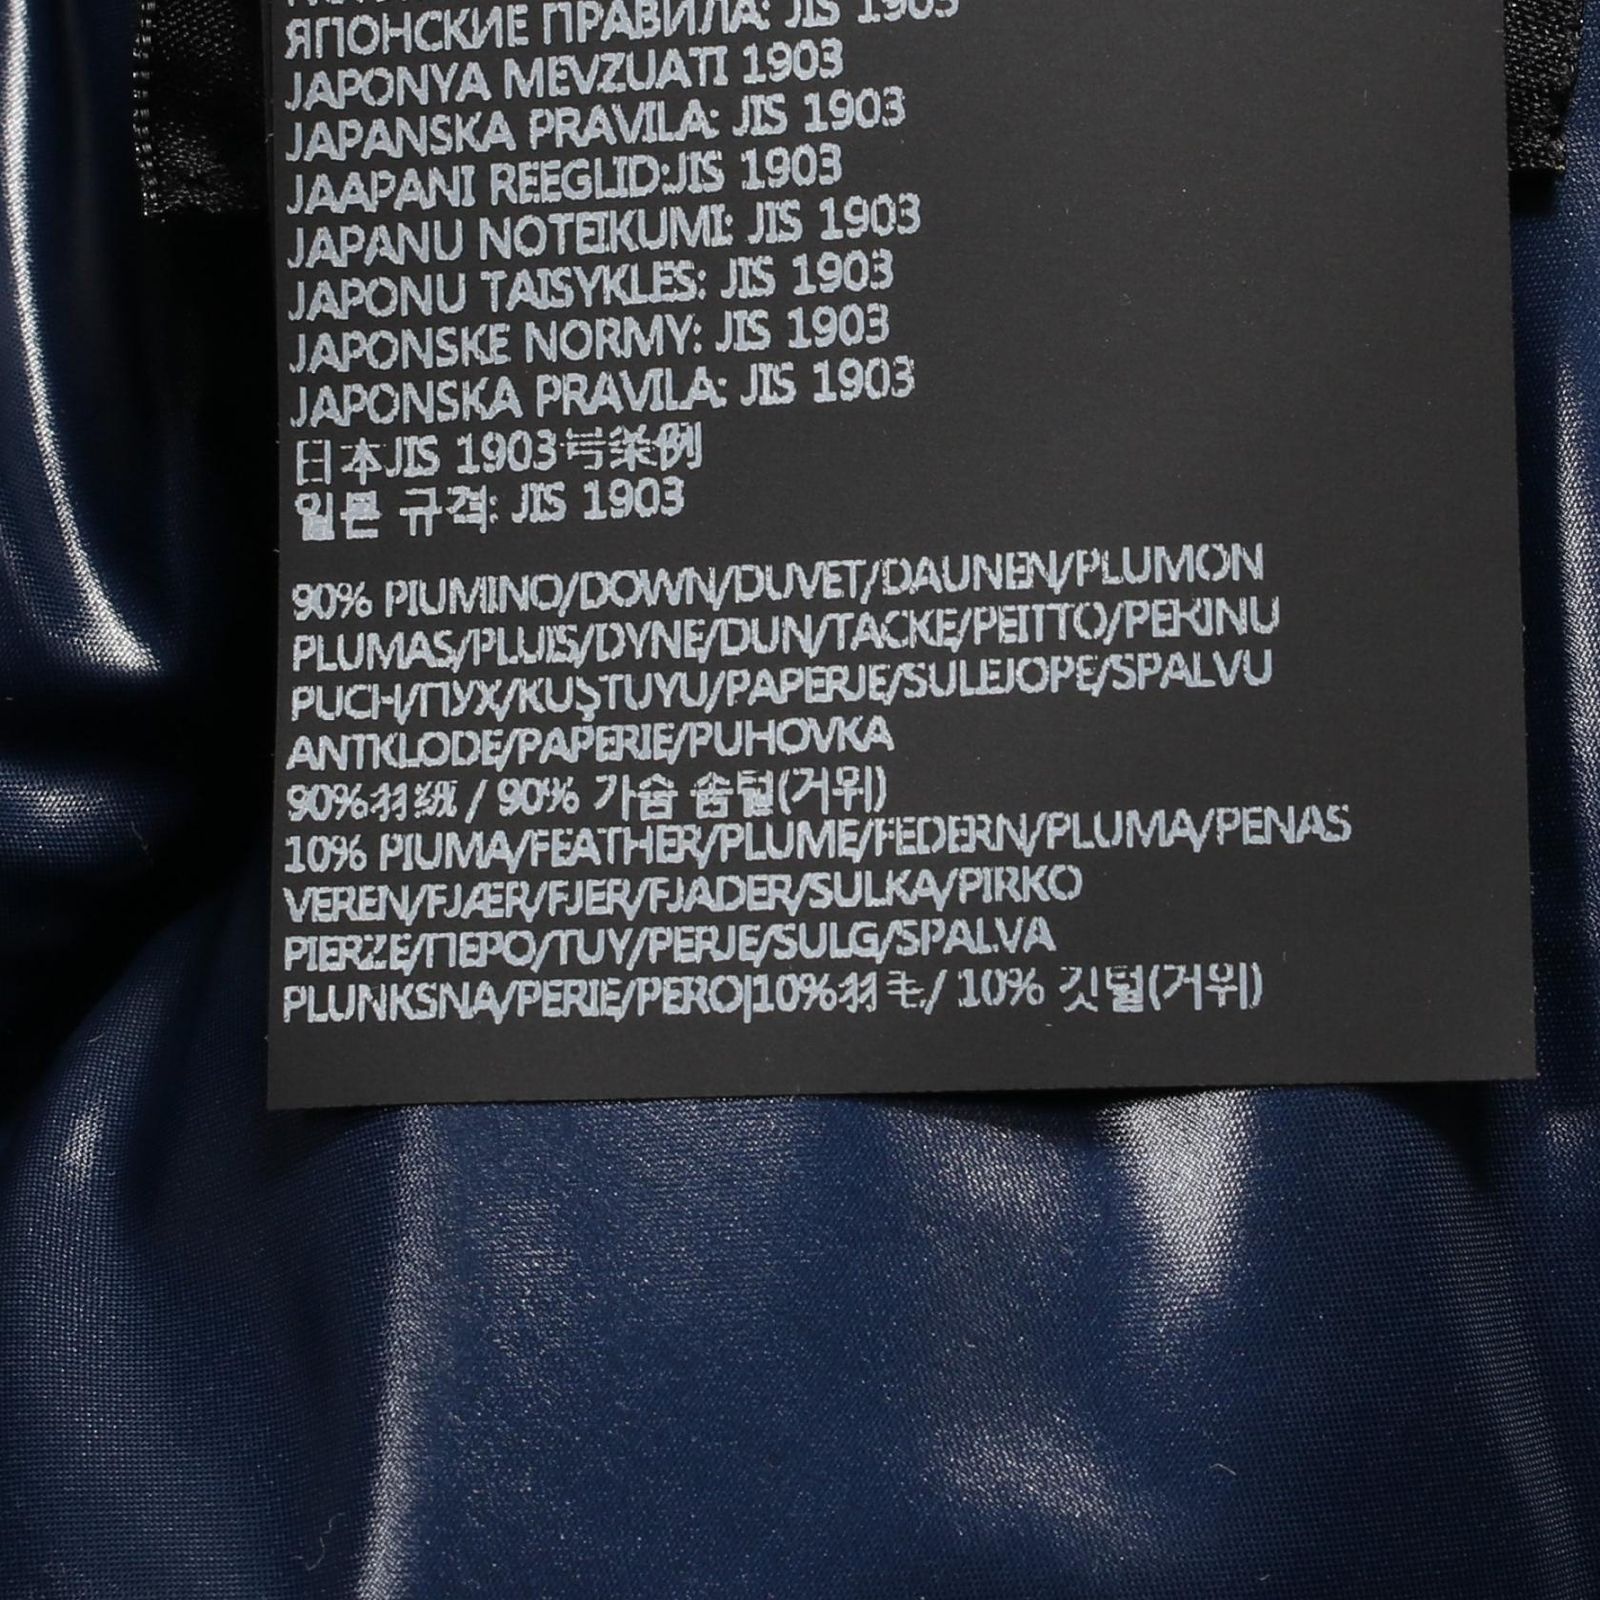 ЯПОНСКИЕ ПРАВИЛА: JIS 1903
JAPONYA MEVZUATI 1903
JAPANSKA PRAVILA: JIS 1903
JAAPANI REEGLID:JIS 1903
JAPANU NOTEIKUMI: JIS 1903
JAPONU TAISYKLES: JIS 1903
JAPONSKE NORMY: JIS 1903
JAPONSKA PRAVILA: JIS 1903
日本JIS 1903号条例
일본 규격: JIS 1903
90% PIUMINO/DOWN/DUVET/DAUNEN/PLUMON
PLUMAS/PLUIS/DYNE/DUN/TACKE/PEITTO/PEKINU
PUCH/ПУХ/KUŞTUYU/PAPERJE/SULEJOPE/SPALVU
ANTKLODE/PAPERIE/PUHOVKA
90%羽绒 / 90% 가슴 솜털(거위)
10% PIUMA/FEATHER/PLUME/FEDERN/PLUMA/PENAS
VEREN/FJÆR/FJER/FJADER/SULKA/PIRKO
PIERZE/ПЕРО/TUY/PERJE/SULG/SPALVA
PLUNKSNA/PERIE/PERO|10%羽毛/ 10% 깃털(거위)